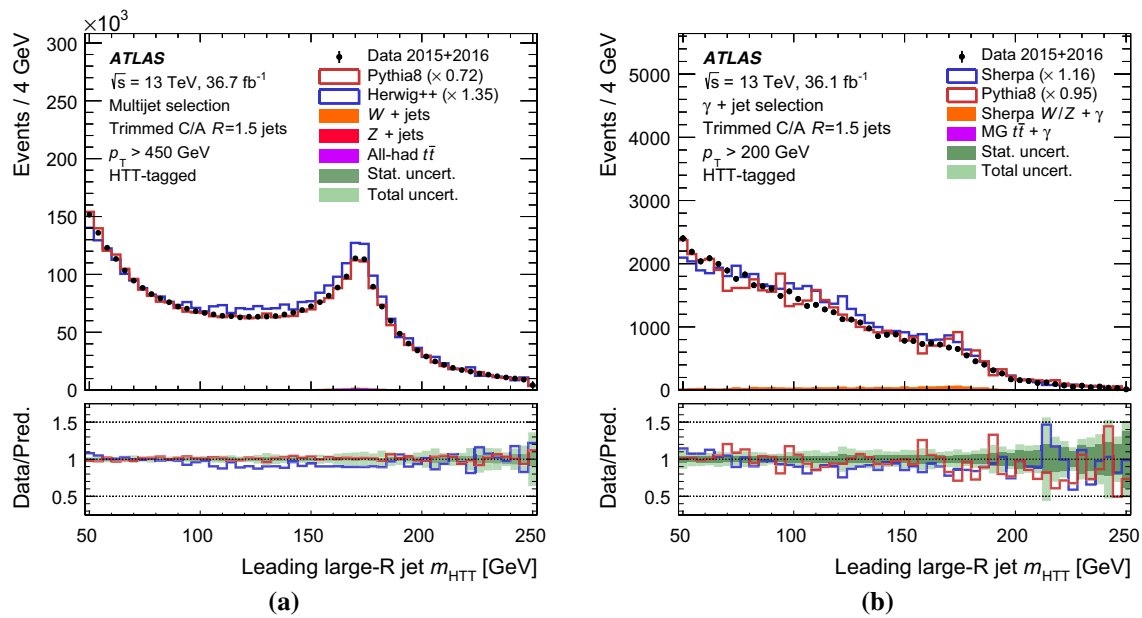 ×10³
Events / 4 GeV
300
250
200
150
100
50
0
ATLAS
√s = 13 TeV, 36.7 fb⁻¹
Multijet selection
Trimmed C/A R=1.5 jets
p_T > 450 GeV
HTT-tagged
Data 2015+2016
Pythia8 (× 0.72)
Herwig++ (× 1.35)
W + jets
Z + jets
All-had tt̄
Stat. uncert.
Total uncert.
Data/Pred.
1.5
1
0.5
50 100 150 200 250
Leading large-R jet m_HTT [GeV]
(a)
Events / 4 GeV
5000
4000
3000
2000
1000
0
ATLAS
√s = 13 TeV, 36.1 fb⁻¹
γ + jet selection
Trimmed C/A R=1.5 jets
p_T > 200 GeV
HTT-tagged
Data 2015+2016
Sherpa (× 1.16)
Pythia8 (× 0.95)
Sherpa W/Z + γ
MG tt̄ + γ
Stat. uncert.
Total uncert.
Data/Pred.
1.5
1
0.5
50 100 150 200 250
Leading large-R jet m_HTT [GeV]
(b)